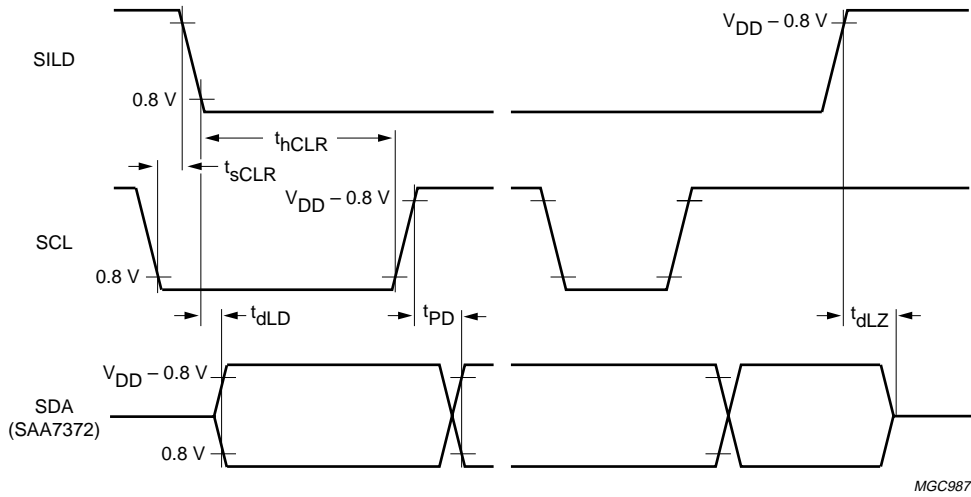 V_DD – 0.8 V
SILD
0.8 V
t_hCLR
t_sCLR
V_DD – 0.8 V
SCL
0.8 V
t_dLD
t_PD
t_dLZ
V_DD – 0.8 V
SDA
(SAA7372)
0.8 V
MGC987